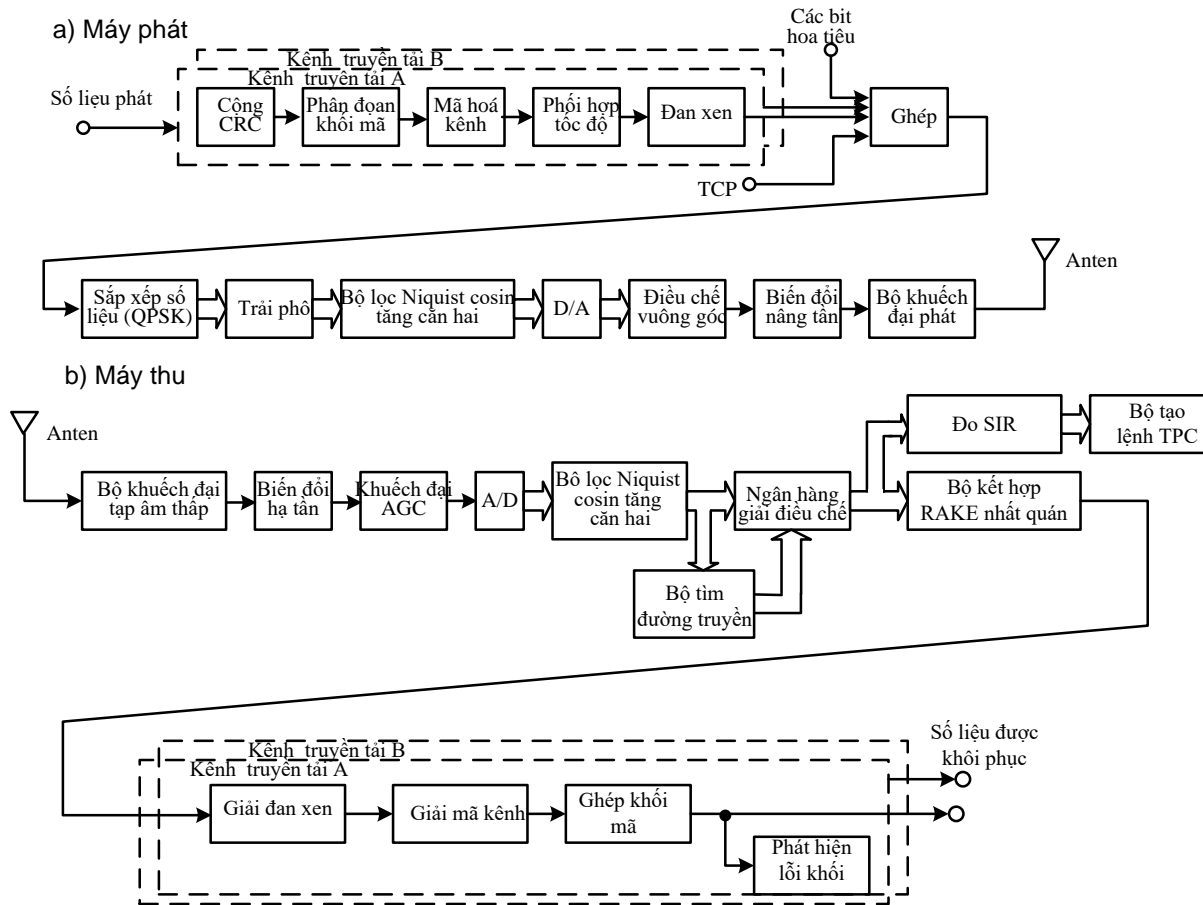 a) Máy phát
Các bit
hoa tiêu
Kênh truyền tải B
Kênh truyền tải A
Số liệu phát
Cộng
CRC
Phân đoạn
khối mã
Mã hoá
kênh
Phối hợp
tốc độ
Đan xen
Ghép
TCP
Sắp xếp số
liệu (QPSK)
Trải phổ
Bộ lọc Niquist cosin
tăng căn hai
D/A
Điều chế
vuông góc
Biến đổi
nâng tần
Bộ khuếch
đại phát
Anten
b) Máy thu
Anten
Bộ khuếch đại
tạp âm thấp
Biến đổi
hạ tần
Khuếch đại
AGC
A/D
Bô lọc Niquist
cosin tăng
căn hai
Bộ tìm
đường truyền
Ngân hàng
giải điều chế
Đo SIR
Bộ tạo
lệnh TPC
Bộ kết hợp
RAKE nhất quán
Kênh truyền tải B
Kênh truyền tải A
Giải đan xen
Giải mã kênh
Ghép khối
mã
Phát hiện
lỗi khối
Số liệu được
khôi phục